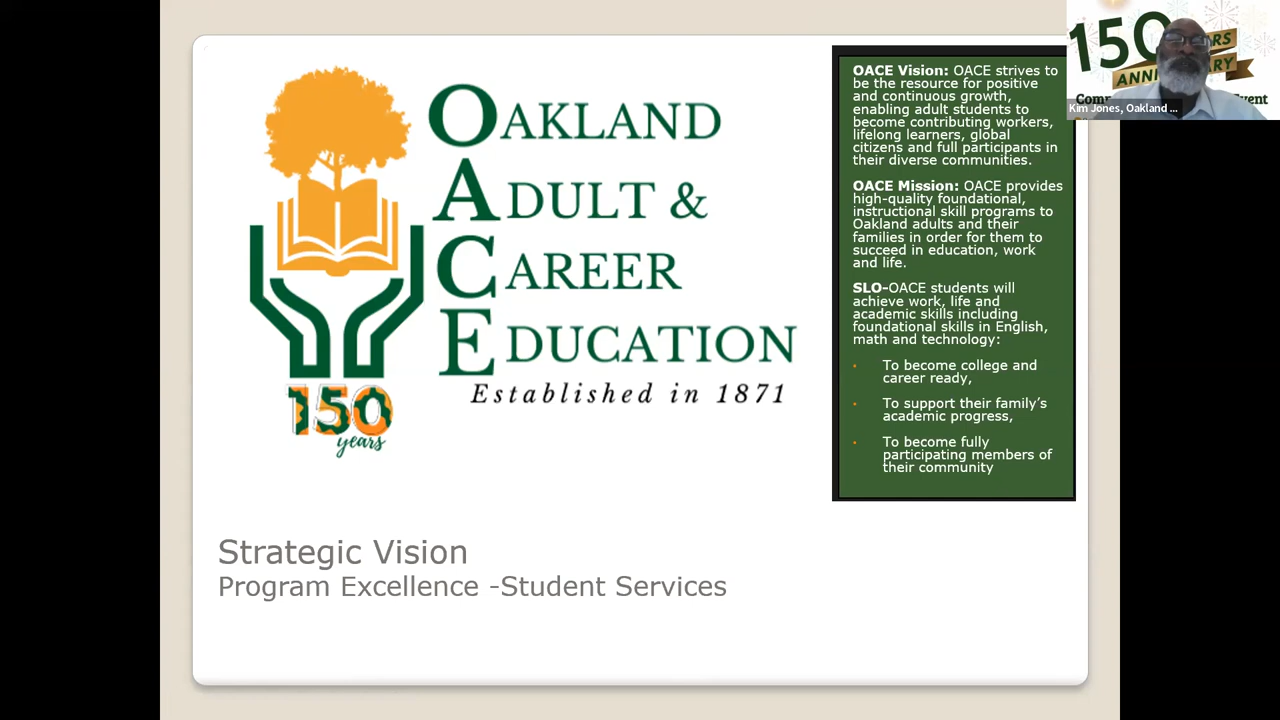 OAKLAND
ADULT &
CAREER
EDUCATION
Established in 1871
150
years
OACE Vision: OACE strives to
be the resource for positive
and continuous growth,
enabling adult students to
become contributing workers,
lifelong learners, global
citizens and full participants in
their diverse communities.
OACE Mission: OACE provides
high-quality foundational,
instructional skill programs to
Oakland adults and their
families in order for them to
succeed in education, work
and life.
SLO-OACE students will
achieve work, life and
academic skills including
foundational skills in English,
math and technology:
• To become college and
career ready,
• To support their family’s
academic progress,
• To become fully
participating members of
their community
Strategic Vision
Program Excellence -Student Services
150
ANNI
Kim Jones, Oakland ...